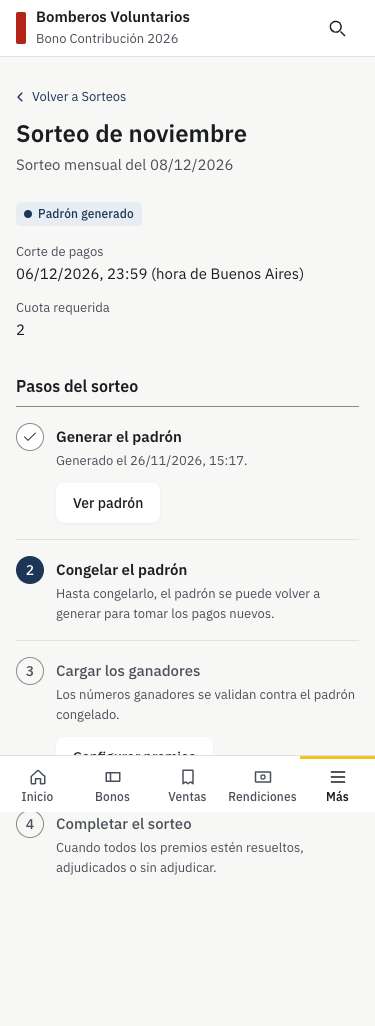 Bomberos Voluntarios
Bono Contribución 2026
Volver a Sorteos
Sorteo de noviembre
Sorteo mensual del 08/12/2026
Padrón generado
Corte de pagos
06/12/2026, 23:59 (hora de Buenos Aires)
Cuota requerida
2
Pasos del sorteo
Generar el padrón
Generado el 26/11/2026, 15:17.
Ver padrón
2
Congelar el padrón
Hasta congelarlo, el padrón se puede volver a
generar para tomar los pagos nuevos.
3
Cargar los ganadores
Los números ganadores se validan contra el padrón
congelado.
Configurar premios
Inicio
Bonos
Ventas
Rendiciones
Más
4
Completar el sorteo
Cuando todos los premios estén resueltos,
adjudicados o sin adjudicar.